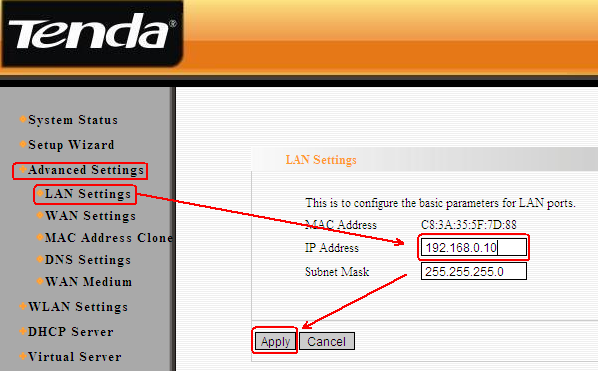 Tenda®
System Status
Setup Wizard
Advanced Settings
LAN Settings
WAN Settings
MAC Address Clone
DNS Settings
WAN Medium
WLAN Settings
DHCP Server
Virtual Server
LAN Settings
This is to configure the basic parameters for LAN ports.
MAC Address C8:3A:35:5F:7D:88
IP Address 192.168.0.10
Subnet Mask 255.255.255.0
Apply Cancel